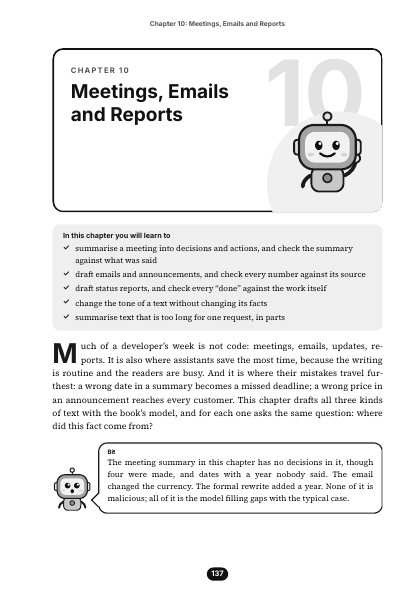 Chapter 10: Meetings, Emails and Reports
CHAPTER 10
10
Meetings, Emails
and Reports
In this chapter you will learn to
✓ summarise a meeting into decisions and actions, and check the summary
against what was said
✓ draft emails and announcements, and check every number against its source
✓ draft status reports, and check every “done” against the work itself
✓ change the tone of a text without changing its facts
✓ summarise text that is too long for one request, in parts
Much of a developer’s week is not code: meetings, emails, updates, re-
ports. It is also where assistants save the most time, because the writing
is routine and the readers are busy. And it is where their mistakes travel fur-
thest: a wrong date in a summary becomes a missed deadline; a wrong price in
an announcement reaches every customer. This chapter drafts all three kinds
of text with the book’s model, and for each one asks the same question: where
did this fact come from?
Bit
The meeting summary in this chapter has no decisions in it, though
four were made, and dates with a year nobody said. The email
changed the currency. The formal rewrite added a year. None of it is
malicious; all of it is the model filling gaps with the typical case.
137